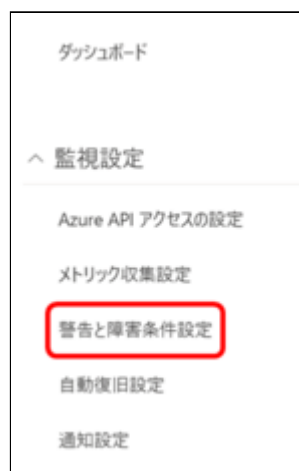 ダッシュボード
監視設定
Azure API アクセスの設定
メトリック収集設定
警告と障害条件設定
自動復旧設定
通知設定